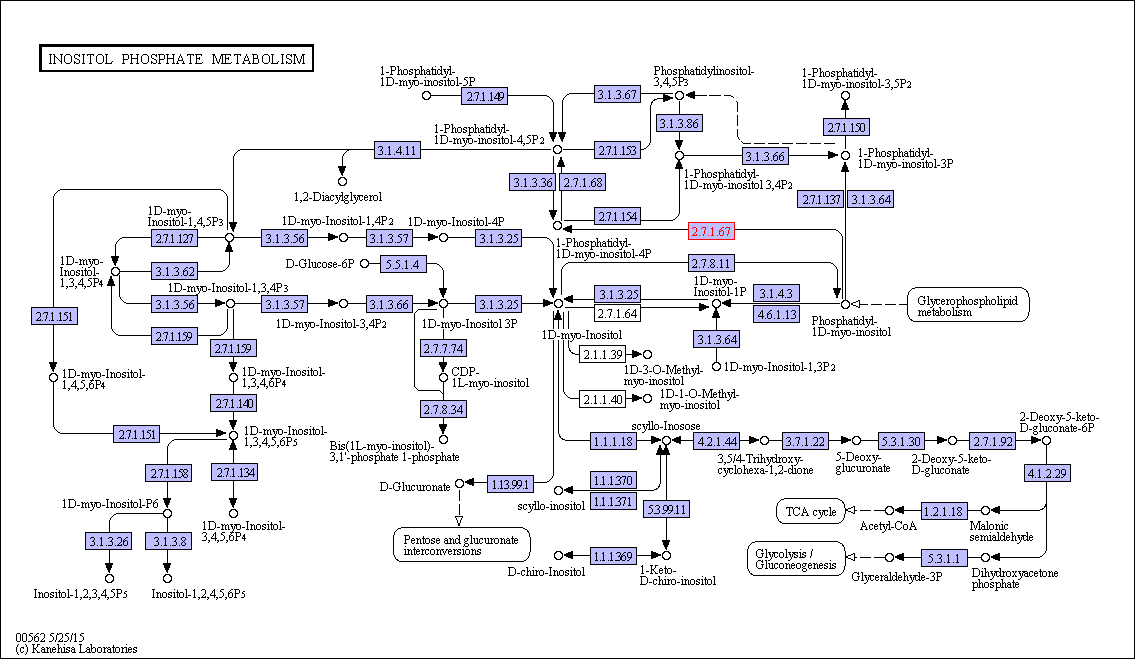 INOSITOL PHOSPHATE METABOLISM
1-Phosphatidyl-
1D-myo-inositol-5P
2.7.1.149
3.1.3.67
Phosphatidylinositol-
3,4,5P3
1-Phosphatidyl-
1D-myo-inositol-3,5P2
3.1.3.86
2.7.1.150
1-Phosphatidyl-
1D-myo-inositol-4,5P2
3.1.4.11
2.7.1.153
3.1.3.66
1-Phosphatidyl-
1D-myo-inositol-3P
1,2-Diacylglycerol
3.1.3.36
2.7.1.68
1-Phosphatidyl-
1D-myo-inositol 3,4P2
2.7.1.137
3.1.3.64
2.7.1.154
1D-myo-
Inositol-1,4,5P3
1D-myo-Inositol-1,4P2
1D-myo-Inositol-4P
2.7.1.67
2.7.1.127
3.1.3.56
3.1.3.57
3.1.3.25
1-Phosphatidyl-
1D-myo-inositol-4P
1D-myo-
Inositol-
1,3,4,5P4
3.1.3.62
D-Glucose-6P
5.5.1.4
2.7.8.11
1D-myo-Inositol-1,3,4P3
3.1.3.56
3.1.3.57
3.1.3.66
3.1.3.25
3.1.3.25
2.7.1.64
1D-myo-
Inositol-1P
3.1.4.3
4.6.1.13
Glycerophospholipid
metabolism
2.7.1.151
2.7.1.159
1D-myo-Inositol-3,4P2
1D-myo-Inositol 3P
1D-myo-Inositol
Phosphatidyl-
1D-myo-inositol
2.7.1.159
2.7.7.74
2.1.1.39
3.1.3.64
1D-myo-Inositol-
1,4,5,6P4
1D-myo-Inositol-
1,3,4,6P4
CDP-
1L-myo-inositol
1D-3-O-Methyl-
myo-inositol
1D-myo-Inositol-1,3P2
2.7.1.140
2.7.8.34
2.1.1.40
1D-1-O-Methyl-
myo-inositol
2.7.1.151
1D-myo-Inositol-
1,3,4,5,6P5
Bis(1L-myo-inositol)-
3,1'-phosphate 1-phosphate
scyllo-Inosose
1.1.1.18
4.2.1.44
3.7.1.22
5.3.1.30
2.7.1.92
2-Deoxy-5-keto-
D-gluconate-6P
3,5/4-Trihydroxy-
cyclohexa-1,2-dione
5-Deoxy-
glucuronate
2-Deoxy-5-keto-
D-gluconate
2.7.1.158
2.7.1.134
D-Glucuronate
1.13.99.1
1.1.1.370
1.1.1.371
scyllo-inositol
4.1.2.29
1D-myo-Inositol-P6
1D-myo-Inositol-
3,4,5,6P4
5.3.99.11
TCA cycle
Acetyl-CoA
1.2.1.18
Malonic
semialdehyde
3.1.3.26
3.1.3.8
Pentose and glucuronate
interconversions
D-chiro-Inositol
1.1.1.369
1-Keto-
D-chiro-inositol
Glycolysis /
Gluconeogenesis
Glyceraldehyde-3P
5.3.1.1
Dihydroxyacetone
phosphate
Inositol-1,2,3,4,5P5
Inositol-1,2,4,5,6P5
00562 5/25/15
(c) Kanehisa Laboratories